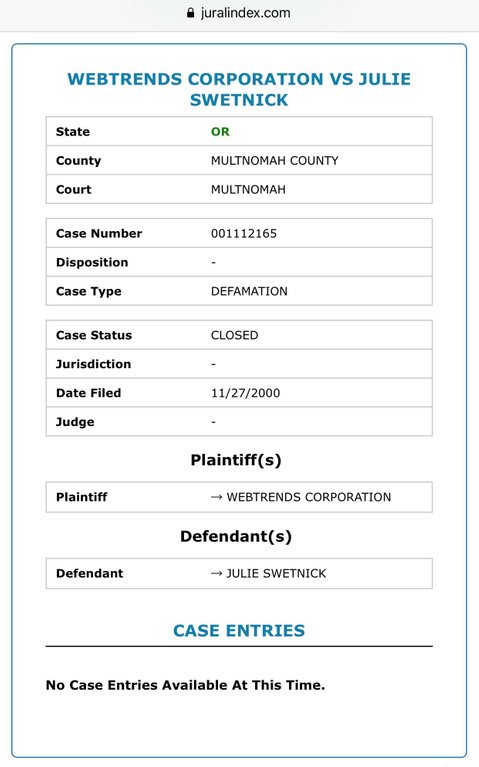 juralindex.com
WEBTRENDS CORPORATION VS JULIE
SWETNICK
State OR
County MULTNOMAH COUNTY
Court MULTNOMAH
Case Number 001112165
Disposition -
Case Type DEFAMATION
Case Status CLOSED
Jurisdiction -
Date Filed 11/27/2000
Judge -
Plaintiff(s)
Plaintiff → WEBTRENDS CORPORATION
Defendant(s)
Defendant → JULIE SWETNICK
CASE ENTRIES
No Case Entries Available At This Time.